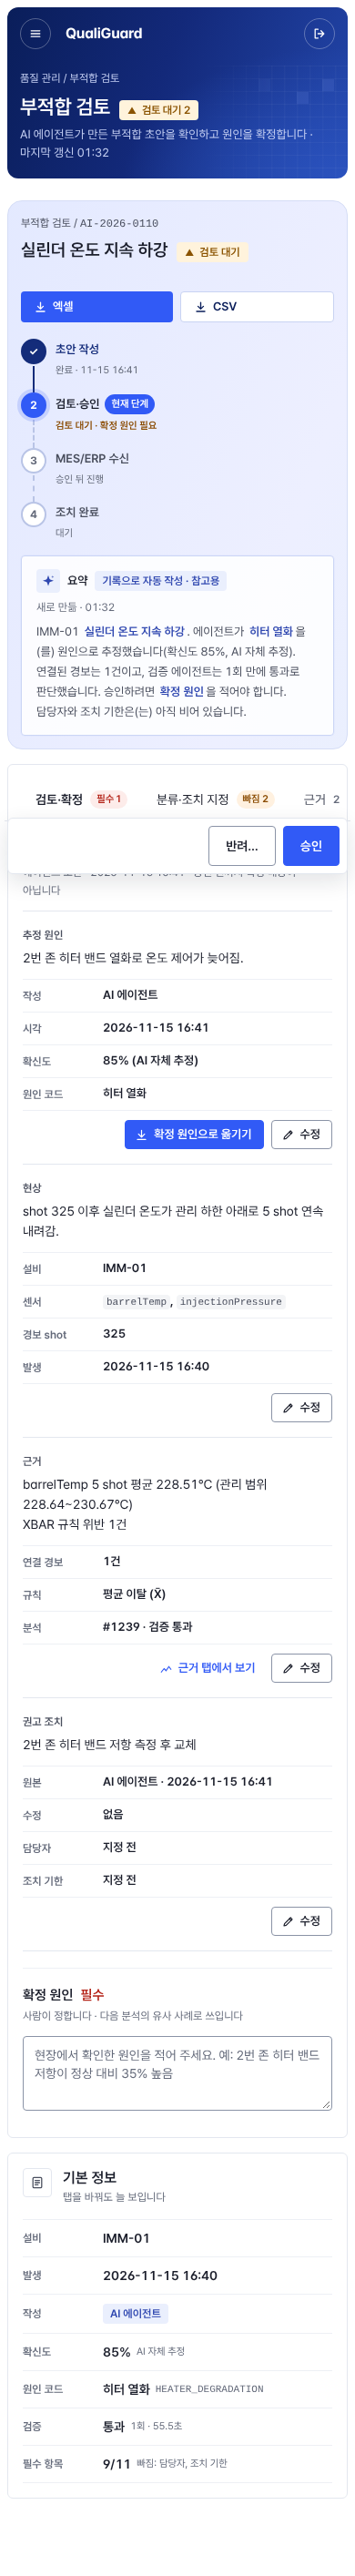 QualiGuard
품질 관리 / 부적합 검토
부적합 검토 ▲ 검토 대기 2
AI 에이전트가 만든 부적합 초안을 확인하고 원인을 확정합니다 ·
마지막 갱신 01:32
부적합 검토 / AI-2026-0110
실린더 온도 지속 하강 ▲ 검토 대기
엑셀
CSV
초안 작성
완료 · 11-15 16:41
2 검토·승인 현재 단계
검토 대기 · 확정 원인 필요
3 MES/ERP 수신
승인 뒤 진행
4 조치 완료
대기
요약 기록으로 자동 작성 · 참고용
새로 만듦 · 01:32
IMM-01 실린더 온도 지속 하강 . 에이전트가 히터 열화 을
(를) 원인으로 추정했습니다(확신도 85%, AI 자체 추정).
연결된 경보는 1건이고, 검증 에이전트는 1회 만에 통과로
판단했습니다. 승인하려면 확정 원인 을 적어야 합니다.
담당자와 조치 기한은(는) 아직 비어 있습니다.
검토·확정 필수 1 분류·조치 지정 빠짐 2 근거 2
반려...
승인
아닙니다
추정 원인
2번 존 히터 밴드 열화로 온도 제어가 늦어짐.
작성 AI 에이전트
시각 2026-11-15 16:41
확신도 85% (AI 자체 추정)
원인 코드 히터 열화
확정 원인으로 옮기기
수정
현상
shot 325 이후 실린더 온도가 관리 하한 아래로 5 shot 연속
내려감.
설비 IMM-01
센서 barrelTemp, injectionPressure
경보 shot 325
발생 2026-11-15 16:40
수정
근거
barrelTemp 5 shot 평균 228.51°C (관리 범위
228.64~230.67°C)
XBAR 규칙 위반 1건
연결 경보 1건
규칙 평균 이탈 (X̄)
분석 #1239 · 검증 통과
근거 탭에서 보기
수정
권고 조치
2번 존 히터 밴드 저항 측정 후 교체
원본 AI 에이전트 · 2026-11-15 16:41
수정 없음
담당자 지정 전
조치 기한 지정 전
수정
확정 원인 필수
사람이 정합니다 · 다음 분석의 유사 사례로 쓰입니다
현장에서 확인한 원인을 적어 주세요. 예: 2번 존 히터 밴드
저항이 정상 대비 35% 높음
기본 정보
탭을 바꿔도 늘 보입니다
설비 IMM-01
발생 2026-11-15 16:40
작성 AI 에이전트
확신도 85% AI 자체 추정
원인 코드 히터 열화 HEATER_DEGRADATION
검증 통과 1회 · 55.5초
필수 항목 9/11 빠짐: 담당자, 조치 기한